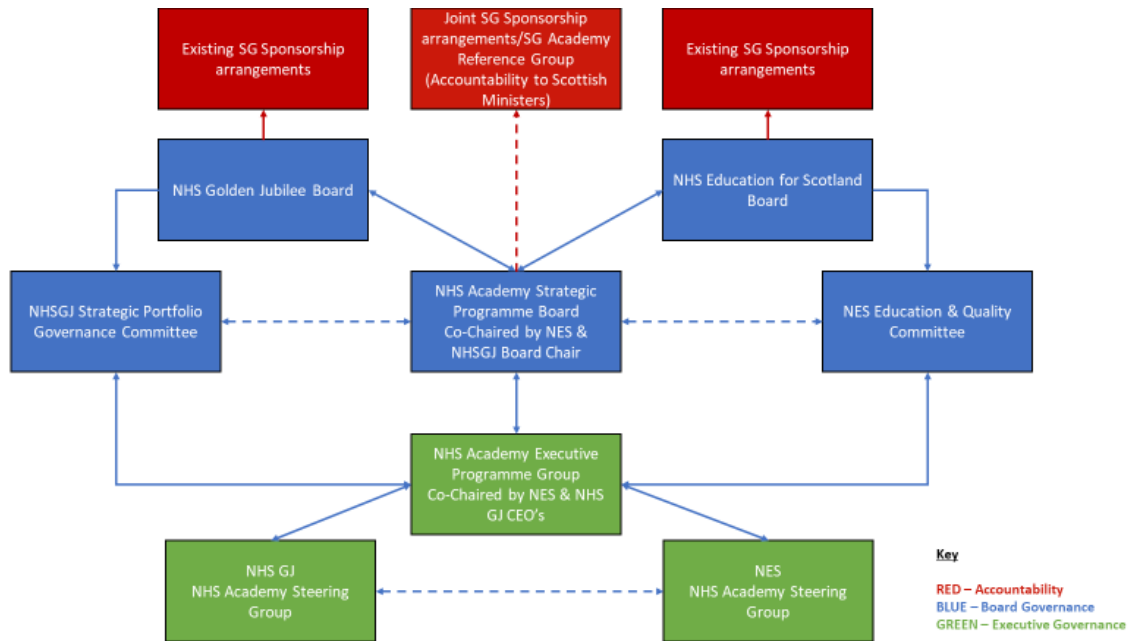 Existing SG Sponsorship
arrangements
Joint SG Sponsorship
arrangements/SG Academy
Reference Group
(Accountability to Scottish
Ministers)
Existing SG Sponsorship
arrangements
NHS Golden Jubilee Board
NHS Education for Scotland
Board
NHSGJ Strategic Portfolio
Governance Committee
NHS Academy Strategic
Programme Board
Co-Chaired by NES &
NHSGJ Board Chair
NES Education & Quality
Committee
NHS Academy Executive
Programme Group
Co-Chaired by NES & NHS
GJ CEO's
NHS GJ
NHS Academy Steering
Group
NES
NHS Academy Steering
Group
Key
RED – Accountability
BLUE – Board Governance
GREEN – Executive Governance